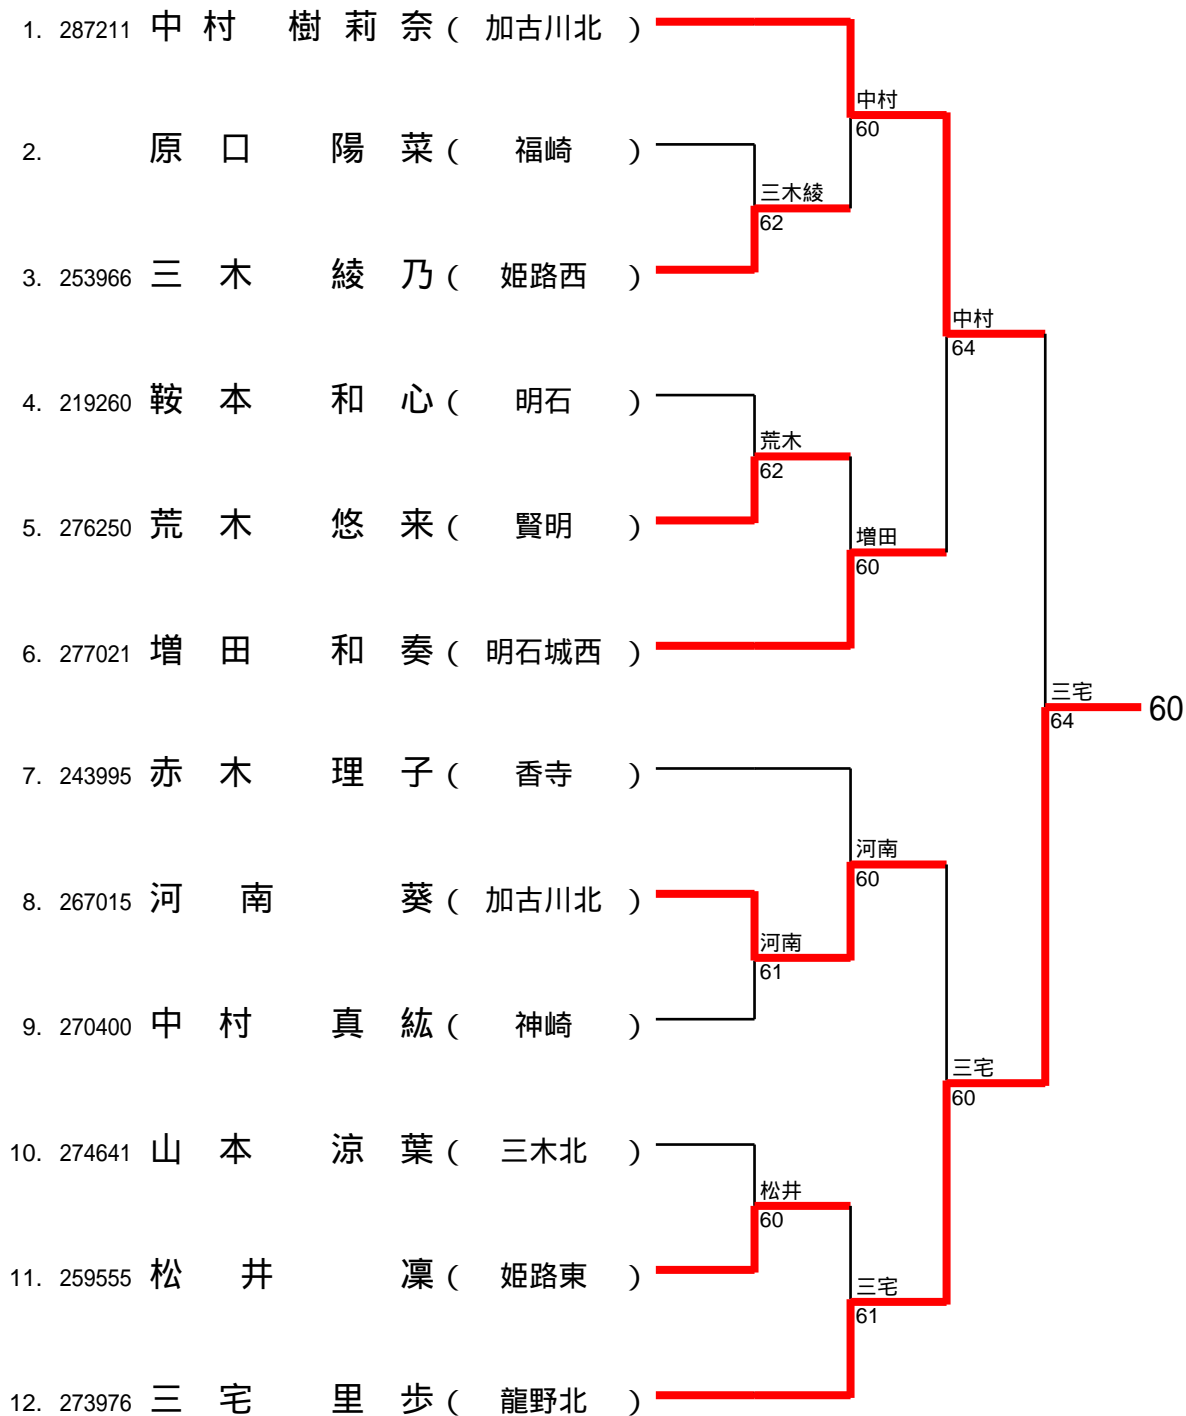 1. 287211 中村 樹莉奈 ( 加古川北 )
中村
60
2. 原口 陽菜 ( 福崎 )
三木綾
62
3. 253966 三木 綾乃 ( 姫路西 )
中村
64
4. 219260 鞍本 和心 ( 明石 )
荒木
62
5. 276250 荒木 悠来 ( 賢明 )
増田
60
6. 277021 増田 和奏 ( 明石城西 )
三宅
64
60
7. 243995 赤木 理子 ( 香寺 )
河南
60
8. 267015 河南 葵 ( 加古川北 )
河南
61
9. 270400 中村 真紘 ( 神崎 )
三宅
60
10. 274641 山本 涼葉 ( 三木北 )
松井
60
11. 259555 松井 凜 ( 姫路東 )
三宅
61
12. 273976 三宅 里歩 ( 龍野北 )